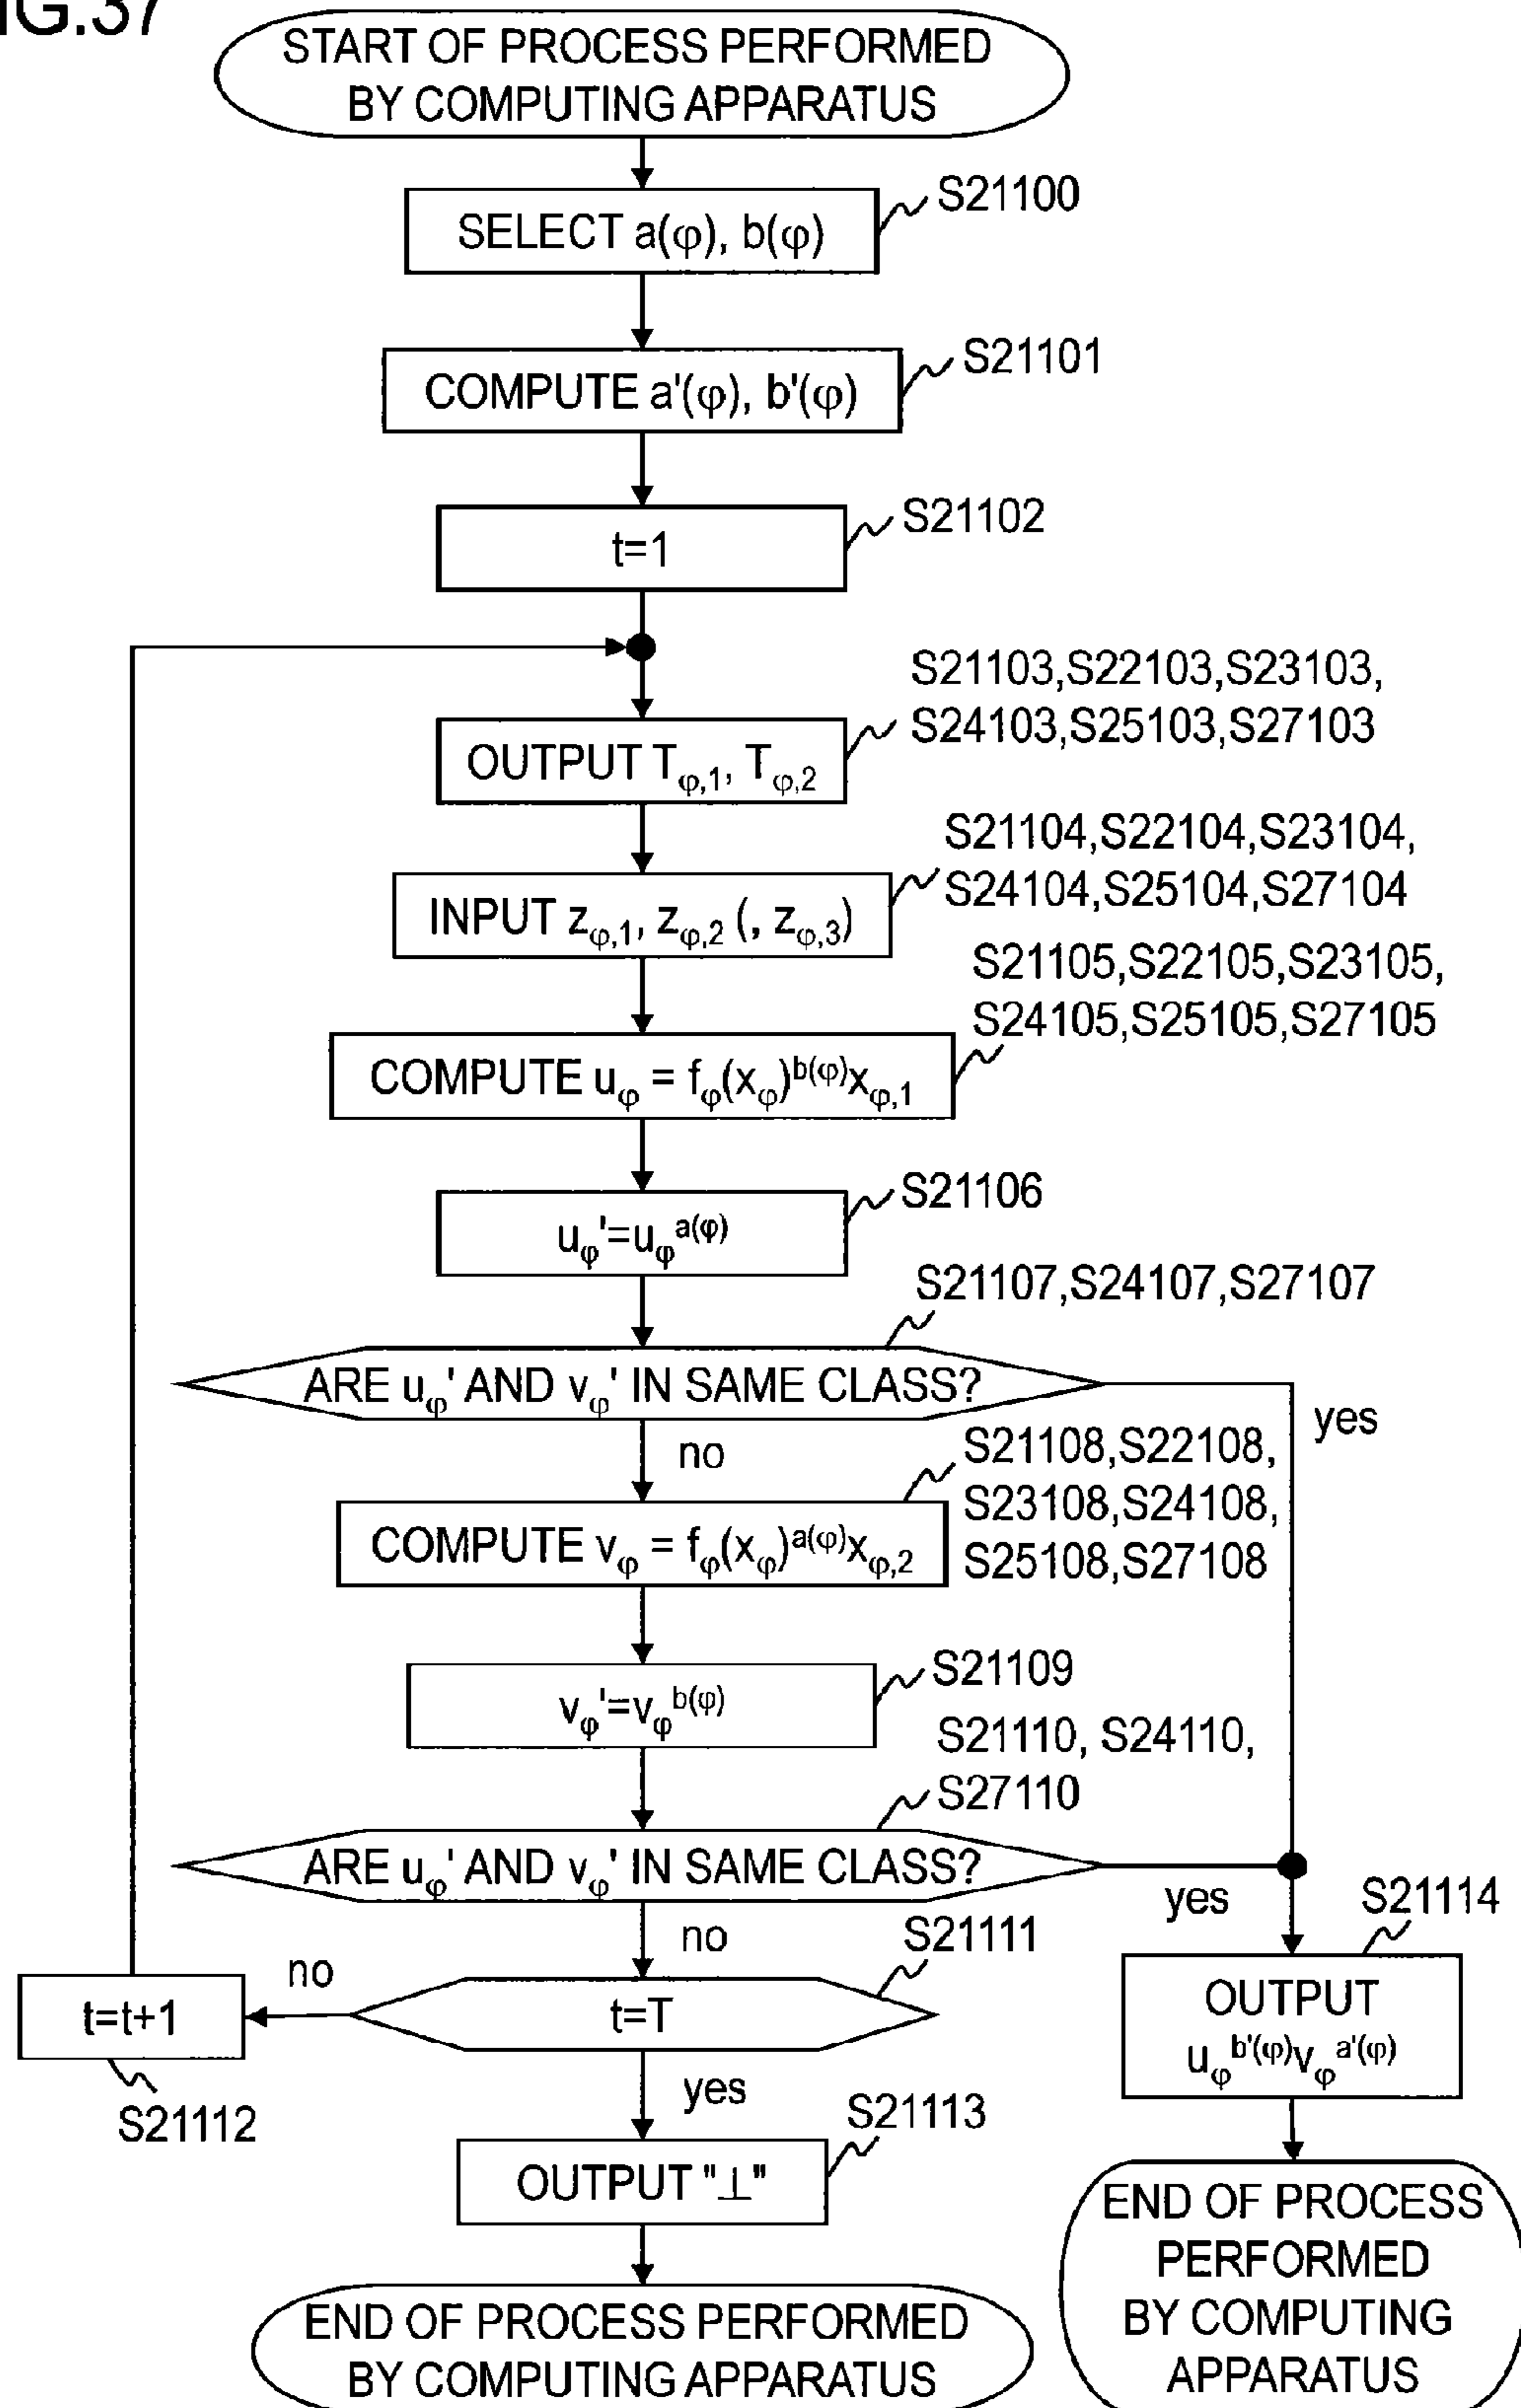 IG.37
START OF PROCESS PERFORMED
BY COMPUTING APPARATUS
S21100
SELECT a(φ), b(φ)
S21101
COMPUTE a'(φ), b'(φ)
S21102
t=1
S21103,S22103,S23103,
S24103,S25103,S27103
OUTPUT Tφ,1, Tφ,2
S21104,S22104,S23104,
S24104,S25104,S27104
INPUT zφ,1, zφ,2 (, zφ,3)
S21105,S22105,S23105,
S24105,S25105,S27105
COMPUTE uφ = fφ(xφ)b(φ)xφ,1
S21106
uφ'=uφa(φ)
S21107,S24107,S27107
ARE uφ' AND vφ' IN SAME CLASS?
yes
no
S21108,S22108,
S23108,S24108,
S25108,S27108
COMPUTE vφ = fφ(xφ)a(φ)xφ,2
S21109
vφ'=vφb(φ)
S21110, S24110,
S27110
ARE uφ' AND vφ' IN SAME CLASS?
yes
no
S21111
S21114
no
t=t+1
t=T
OUTPUT
uφb'(φ)vφa'(φ)
S21112
yes
S21113
OUTPUT "⊥"
END OF PROCESS
PERFORMED
BY COMPUTING
APPARATUS
END OF PROCESS PERFORMED
BY COMPUTING APPARATUS